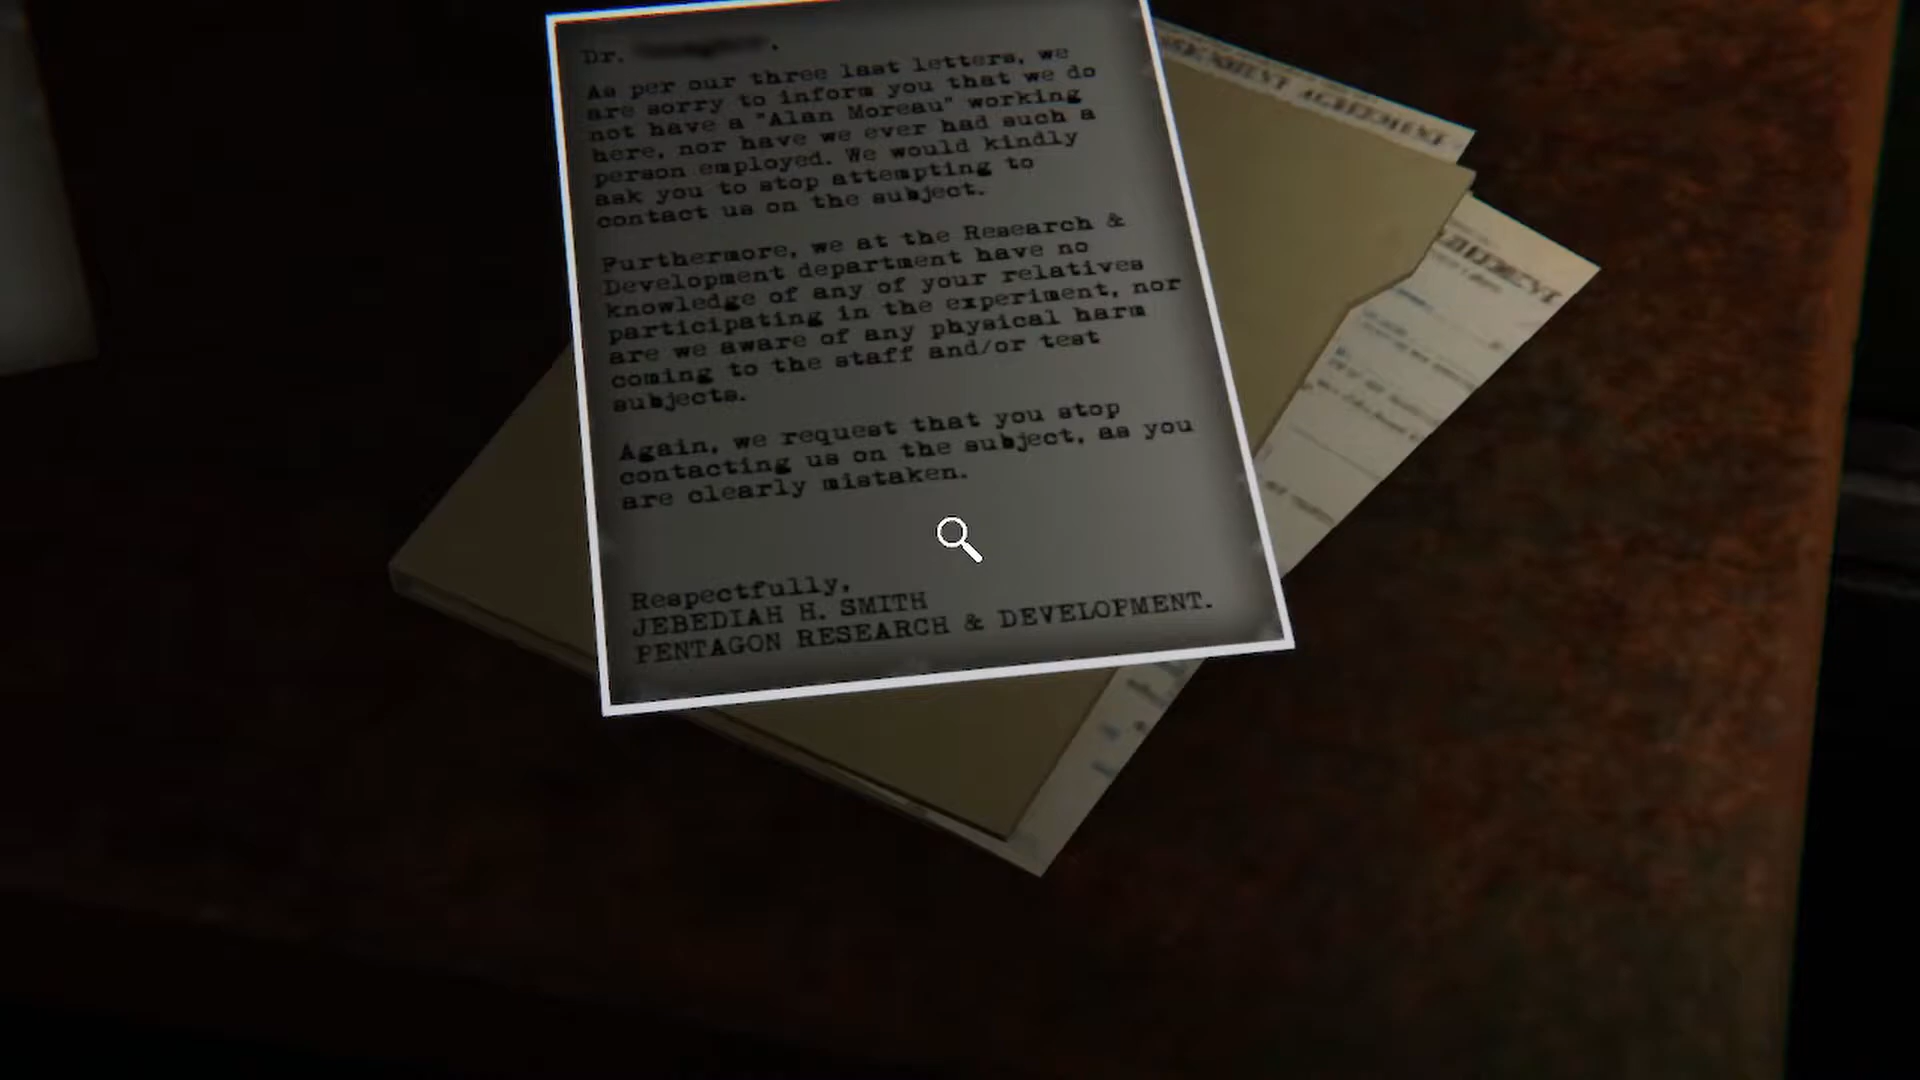 Dr.
As per our three last letters, we
are sorry to inform you that we do
not have a "Alan Moreau" working
here, nor have we ever had such a
person employed. We would kindly
ask you to stop attempting to
contact us on the subject.
Furthermore, we at the Research &
Development department have no
knowledge of any of your relatives
participating in the experiment, nor
are we aware of any physical harm
coming to the staff and/or test
subjects.
Again, we request that you stop
contacting us on the subject, as you
are clearly mistaken.
Respectfully,
JEBEDIAH H. SMITH
PENTAGON RESEARCH & DEVELOPMENT.
AGREEMENT